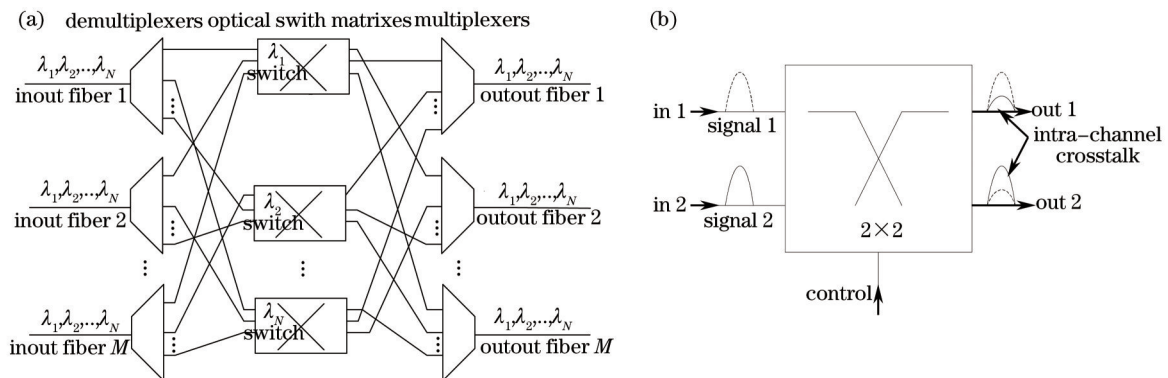 (a) demultiplexers optical swith matrixes multiplexers
λ1,λ2,..,λN
inout fiber 1
λ1
switch
λ1,λ2,..,λN
outout fiber 1
λ1,λ2,..,λN
inout fiber 2
λ2
switch
λ1,λ2,..,λN
outout fiber 2
λ1,λ2,..,λN
inout fiber M
λN
switch
λ1,λ2,..,λN
outout fiber M
(b)
in 1
signal 1
out 1
intra-channel
crosstalk
in 2
signal 2
out 2
2×2
control